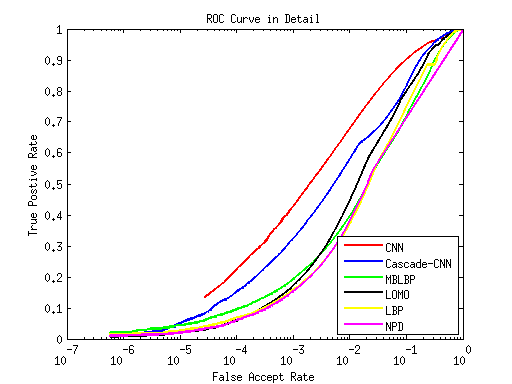 ROC Curve in Detail
True Postive Rate
1
0.9
0.8
0.7
0.6
0.5
0.4
0.3
0.2
0.1
0
10^-7 10^-6 10^-5 10^-4 10^-3 10^-2 10^-1 10^0
False Accept Rate
CNN
Cascade-CNN
MBLBP
LOMO
LBP
NPD